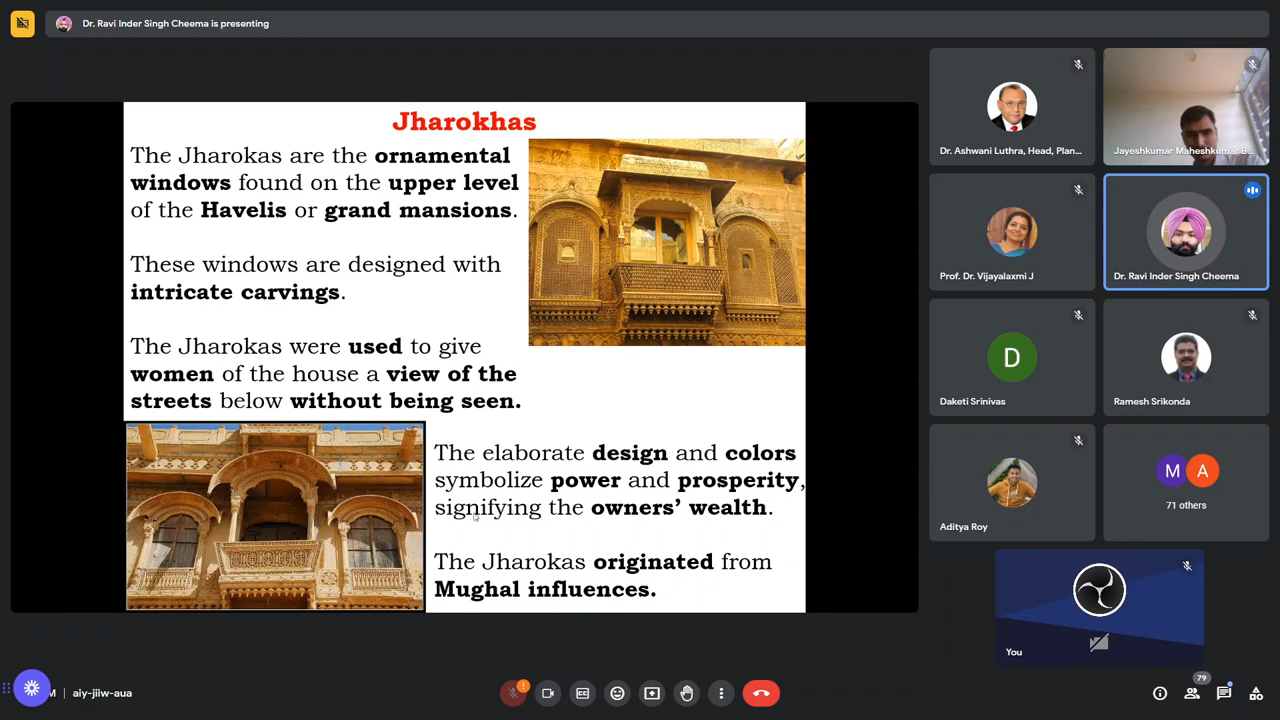 Dr. Ravi Inder Singh Cheema is presenting
Jharokhas
The Jharokas are the ornamental
windows found on the upper level
of the Havelis or grand mansions.
These windows are designed with
intricate carvings.
The Jharokas were used to give
women of the house a view of the
streets below without being seen.
The elaborate design and colors
symbolize power and prosperity,
signifying the owners’ wealth.
The Jharokas originated from
Mughal influences.
Dr. Ashwani Luthra, Head, Plan...
Jayeshkumar Maheshkumar B...
Prof. Dr. Vijayalaxmi J
Dr. Ravi Inder Singh Cheema
D
Daketi Srinivas
Ramesh Srikonda
Aditya Roy
M A
71 others
You
M | aiy-jiiw-aua
79